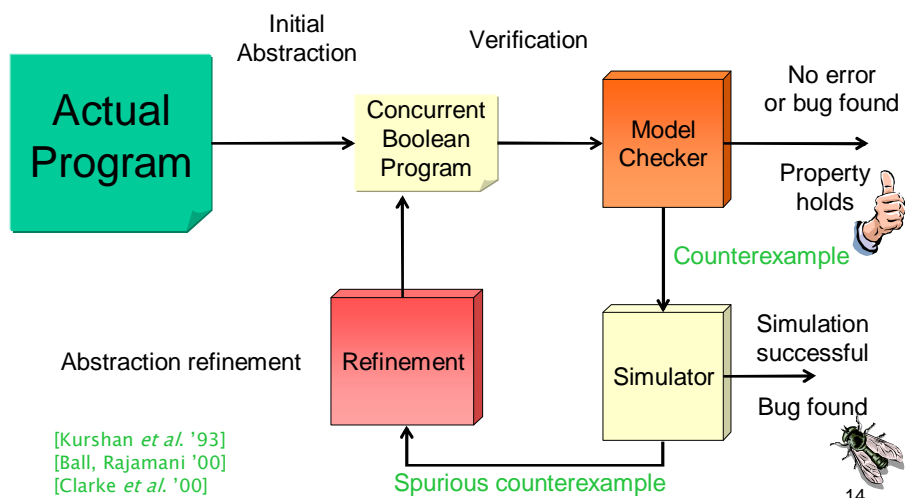 Initial
Abstraction
Verification
Actual
Program
Concurrent
Boolean
Program
Model
Checker
No error
or bug found
Property
holds
Counterexample
Abstraction refinement
Refinement
Simulator
Simulation
successful
Bug found
[Kurshan et al. '93]
[Ball, Rajamani '00]
[Clarke et al. '00]
Spurious counterexample
14